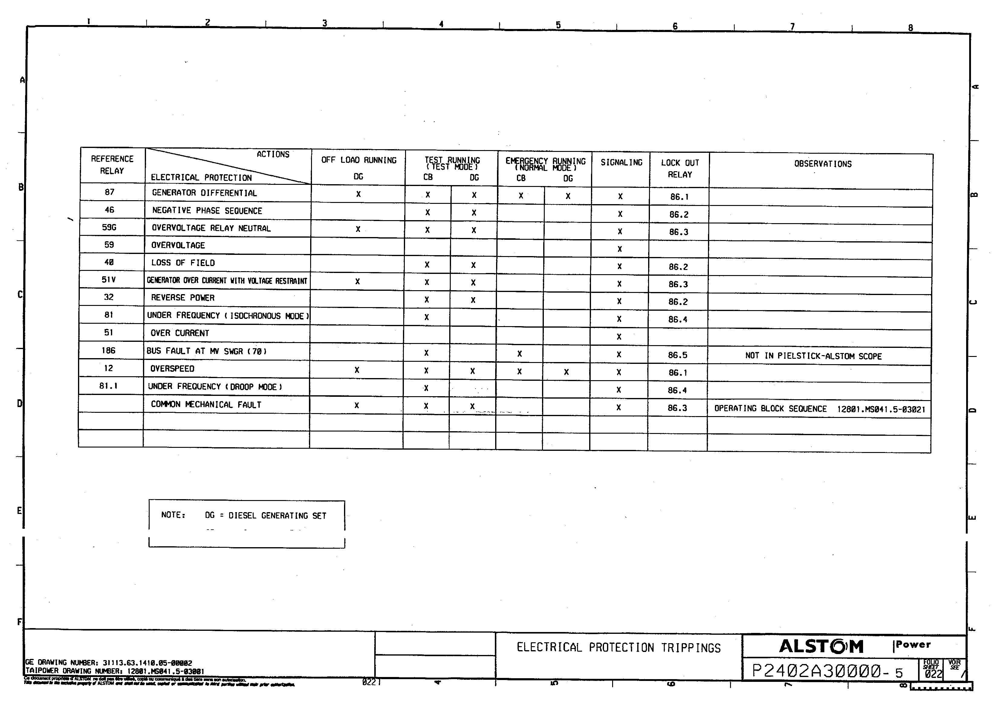 1 2 3 4 5 6 7 8
A A
B B
C C
D D
E E
F F
REFERENCE RELAY ACTIONS ELECTRICAL PROTECTION OFF LOAD RUNNING DG TEST RUNNING (TEST MODE) CB DG EMERGENCY RUNNING (NORMAL MODE) CB DG SIGNALING LOCK OUT RELAY OBSERVATIONS
87 GENERATOR DIFFERENTIAL X X X X X X 86.1
46 NEGATIVE PHASE SEQUENCE X X X 86.2
59G OVERVOLTAGE RELAY NEUTRAL X X X X 86.3
59 OVERVOLTAGE X
40 LOSS OF FIELD X X X 86.2
51V GENERATOR OVER CURRENT WITH VOLTAGE RESTRAINT X X X X 86.3
32 REVERSE POWER X X X 86.2
81 UNDER FREQUENCY (ISOCHRONOUS MODE) X X 86.4
51 OVER CURRENT X
186 BUS FAULT AT MV SWGR (70) X X X 86.5 NOT IN PIELSTICK-ALSTOM SCOPE
12 OVERSPEED X X X X X X 86.1
81.1 UNDER FREQUENCY (DROOP MODE) X X 86.4
COMMON MECHANICAL FAULT X X X X 86.3 OPERATING BLOCK SEQUENCE 12801.MS041.5-03021
NOTE: DG = DIESEL GENERATING SET
ELECTRICAL PROTECTION TRIPPINGS
ALSTOM Power
P2402A30000-5
FOLIO SHEET 022
VOIR SEE /
GE DRAWING NUMBER: 31113.63.1410.05-00002
TAIPOWER DRAWING NUMBER: 12801.MS041.5-03001
Ce document propriété d'ALSTOM ne doit pas être utilisé, copié ou communiqué à des tiers sans son autorisation.
This document is the exclusive property of ALSTOM and shall not be used, copied or communicated to third parties without their prior authorization.
022 4 5 6 7 8